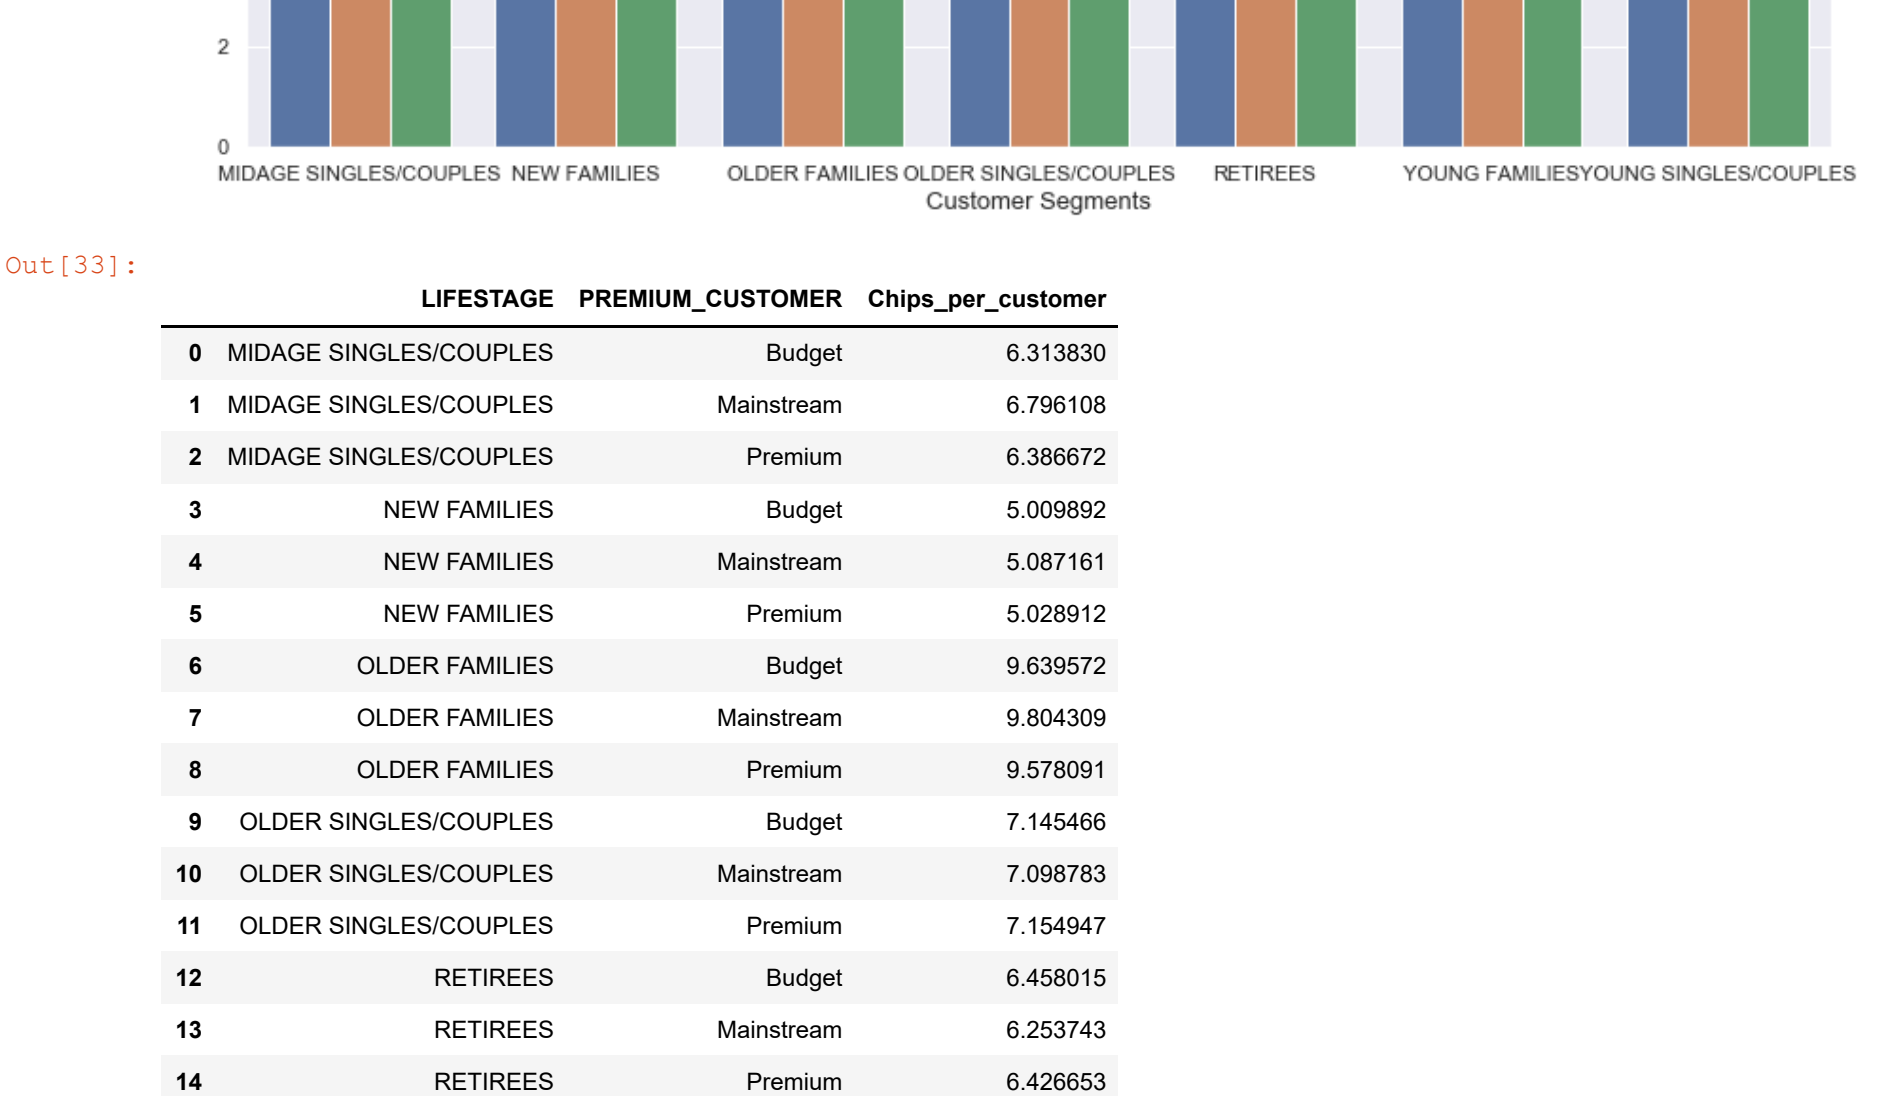 2
0
MIDAGE SINGLES/COUPLES NEW FAMILIES OLDER FAMILIES OLDER SINGLES/COUPLES RETIREES YOUNG FAMILIES YOUNG SINGLES/COUPLES
Customer Segments
Out[33]:
LIFESTAGE PREMIUM_CUSTOMER Chips_per_customer
0 MIDAGE SINGLES/COUPLES Budget 6.313830
1 MIDAGE SINGLES/COUPLES Mainstream 6.796108
2 MIDAGE SINGLES/COUPLES Premium 6.386672
3 NEW FAMILIES Budget 5.009892
4 NEW FAMILIES Mainstream 5.087161
5 NEW FAMILIES Premium 5.028912
6 OLDER FAMILIES Budget 9.639572
7 OLDER FAMILIES Mainstream 9.804309
8 OLDER FAMILIES Premium 9.578091
9 OLDER SINGLES/COUPLES Budget 7.145466
10 OLDER SINGLES/COUPLES Mainstream 7.098783
11 OLDER SINGLES/COUPLES Premium 7.154947
12 RETIREES Budget 6.458015
13 RETIREES Mainstream 6.253743
14 RETIREES Premium 6.426653